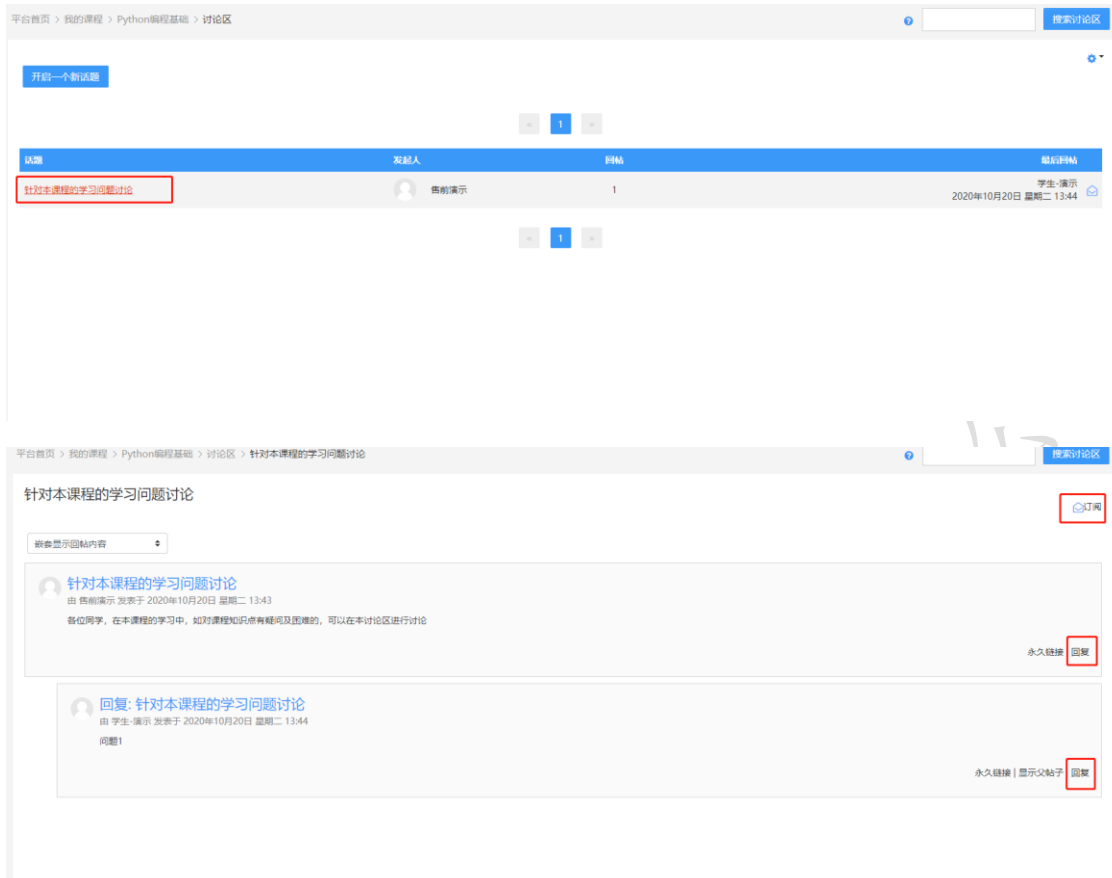 平台首页 > 我的课程 > Python编程基础 > 讨论区
搜索讨论区
开启一个新话题
« 1 »
话题 发起人 回帖 最后回帖
针对本课程的学习问题讨论 售前演示 1 学生-演示
2020年10月20日 星期二 13:44
« 1 »
平台首页 > 我的课程 > Python编程基础 > 讨论区 > 针对本课程的学习问题讨论
搜索讨论区
针对本课程的学习问题讨论
订阅
嵌套显示回帖内容
针对本课程的学习问题讨论
由 售前演示 发表于 2020年10月20日 星期二 13:43
各位同学，在本课程的学习中，如对课程知识点有疑问及困难的，可以在本讨论区进行讨论
永久链接 回复
回复: 针对本课程的学习问题讨论
由 学生-演示 发表于 2020年10月20日 星期二 13:44
问题1
永久链接 | 显示父帖子 回复